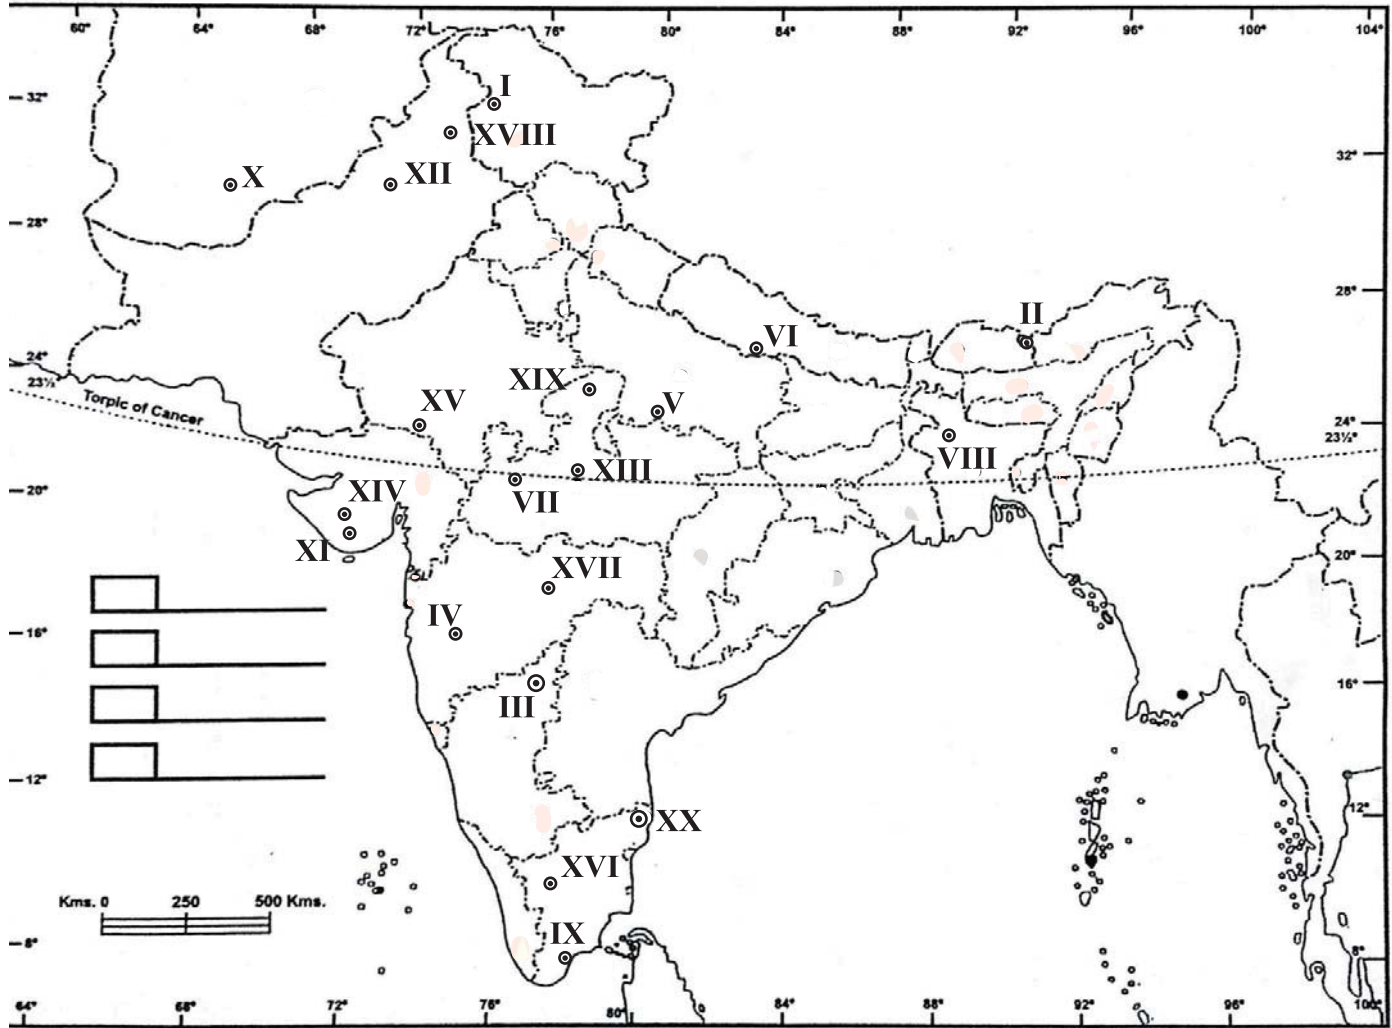 60° 64° 68° 72° 76° 80° 84° 88° 92° 96° 100° 104°
32°
I
XVIII
32°
X
XII
28°
28°
II
VI
24°
23½
XIX
XV
V
Torpic of Cancer
24°
23½°
VIII
XIII
VII
20°
XIV
XI
20°
XVII
IV
16°
III
16°
12°
12°
XX
XVI
Kms. 0 250 500 Kms.
IX
8°
8°
64° 68° 72° 76° 80° 84° 88° 92° 96° 100°